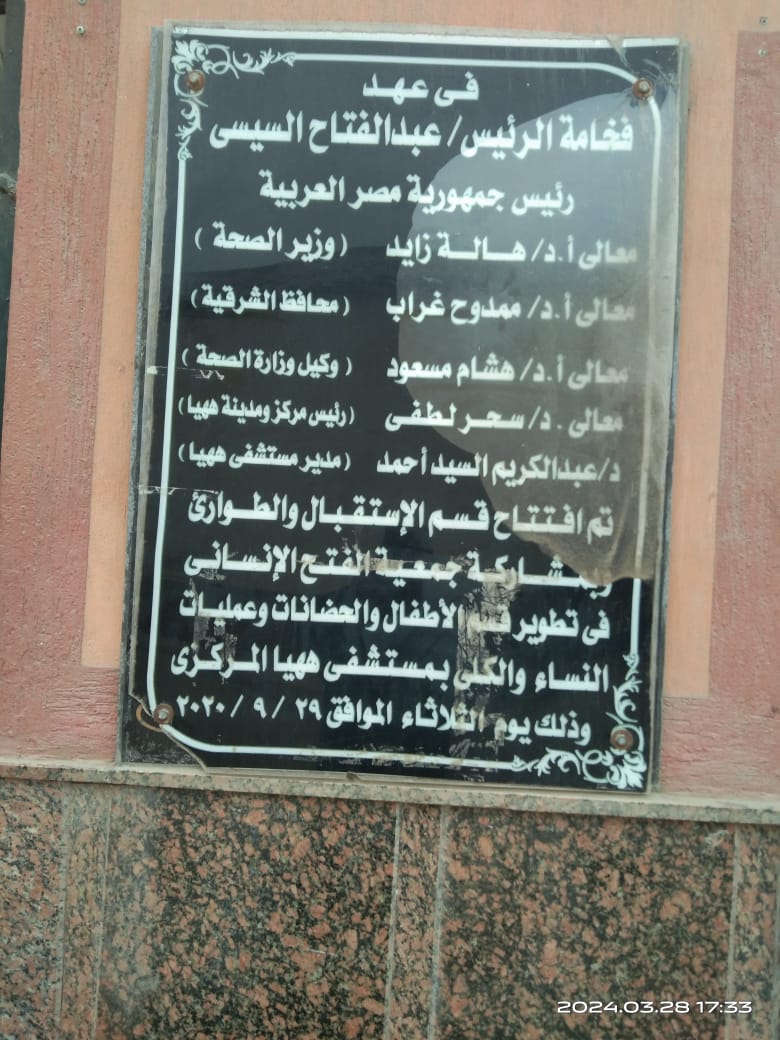 فى عهد
فخامة الرئيس/ عبدالفتاح السيسى
رئيس جمهورية مصر العربية
معالى أ.د/ هالة زايد (وزير الصحة)
معالى أ.د/ ممدوح غراب (محافظ الشرقية)
معالى أ.د/ هشام مسعود (وكيل وزارة الصحة)
معالى .د/ سحر لطفى (رئيس مركز ومدينة ههيا)
د/عبدالكريم السيد أحمد (مدير مستشفى ههيا)
تم افتتاح قسم الإستقبال والطوارئ
وبمشاركة جمعية الفتح الإنسانى
فى تطوير قسم الأطفال والحضانات وعمليات
النساء والكلى بمستشفى ههيا المركزى
وذلك يوم الثلاثاء الموافق ٢٩ / ٩ / ٢٠٢٠
2024.03.28 17:33